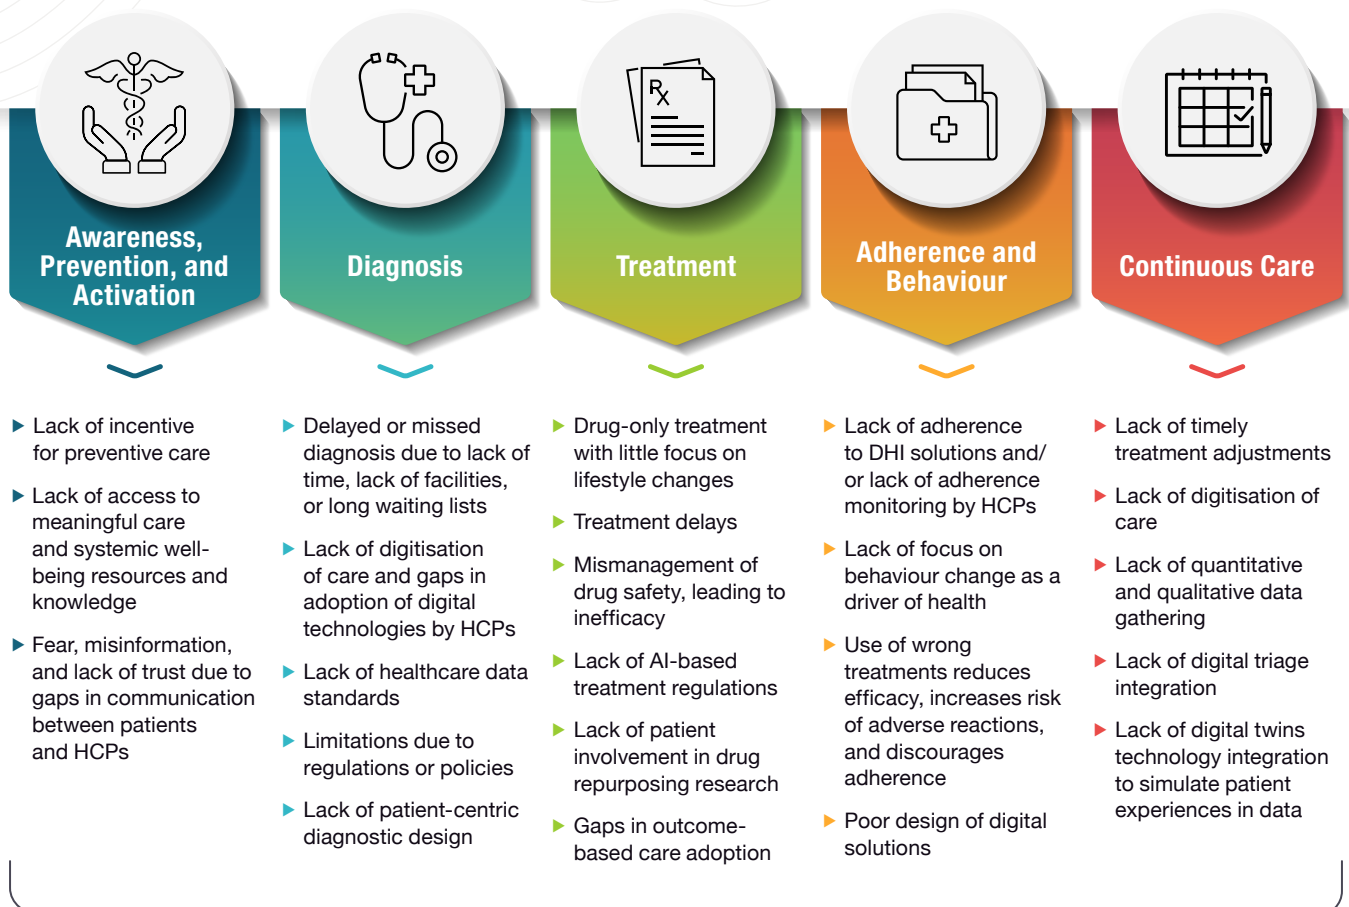 Awareness,
Prevention, and
Activation
Lack of incentive
for preventive care
Lack of access to
meaningful care
and systemic well-
being resources and
knowledge
Fear, misinformation,
and lack of trust due to
gaps in communication
between patients
and HCPs
Diagnosis
Delayed or missed
diagnosis due to lack of
time, lack of facilities,
or long waiting lists
Lack of digitisation
of care and gaps in
adoption of digital
technologies by HCPs
Lack of healthcare data
standards
Limitations due to
regulations or policies
Lack of patient-centric
diagnostic design
Rx
Treatment
Drug-only treatment
with little focus on
lifestyle changes
Treatment delays
Mismanagement of
drug safety, leading to
inefficacy
Lack of AI-based
treatment regulations
Lack of patient
involvement in drug
repurposing research
Gaps in outcome-
based care adoption
Adherence and
Behaviour
Lack of adherence
to DHI solutions and/
or lack of adherence
monitoring by HCPs
Lack of focus on
behaviour change as a
driver of health
Use of wrong
treatments reduces
efficacy, increases risk
of adverse reactions,
and discourages
adherence
Poor design of digital
solutions
Continuous Care
Lack of timely
treatment adjustments
Lack of digitisation of
care
Lack of quantitative
and qualitative data
gathering
Lack of digital triage
integration
Lack of digital twins
technology integration
to simulate patient
experiences in data